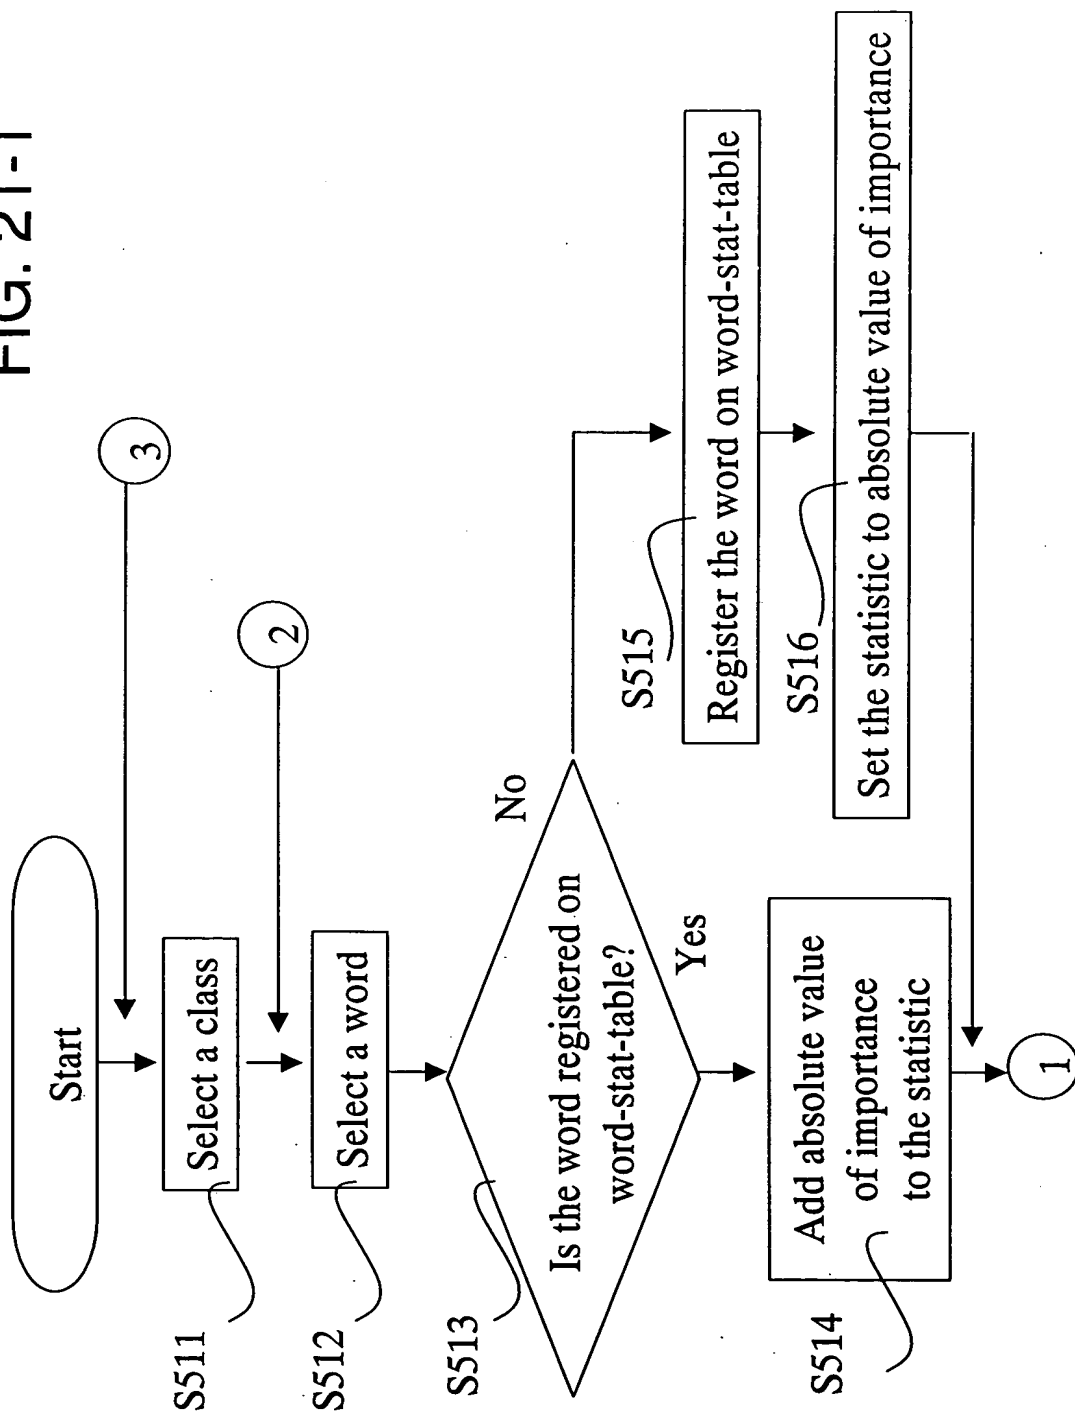 FIG. 21-1
Start
3
S511
Select a class
2
S512
Select a word
S513
Is the word registered on
word-stat-table?
No
Yes
S515
Register the word on word-stat-table
S516
Set the statistic to absolute value of importance
S514
Add absolute value
of importance
to the statistic
1